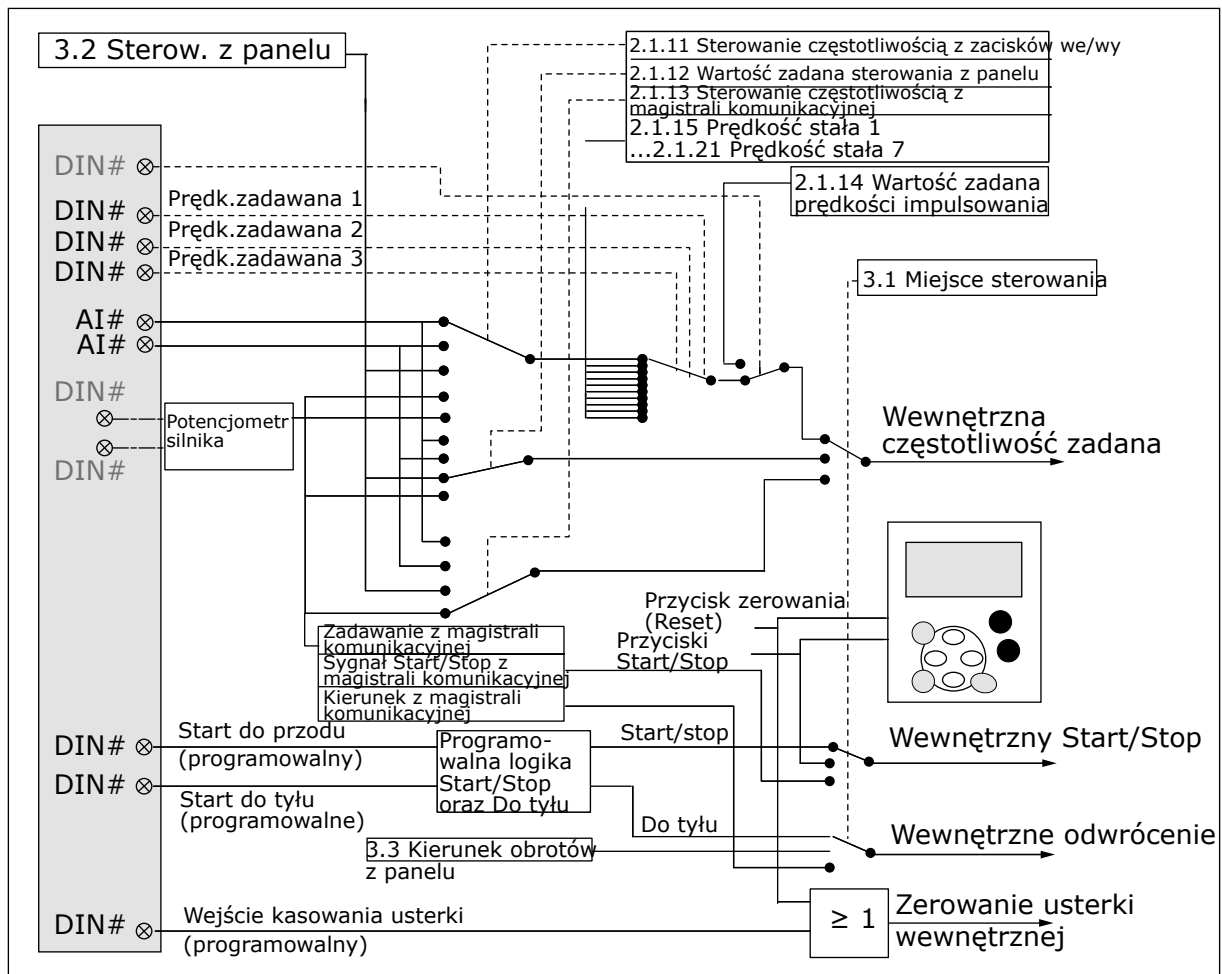 3.2 Sterow. z panelu
2.1.11 Sterowanie częstotliwością z zacisków we/wy
2.1.12 Wartość zadana sterowania z panelu
2.1.13 Sterowanie częstotliwością z
magistrali komunikacyjnej
2.1.15 Prędkość stała 1
...2.1.21 Prędkość stała 7
2.1.14 Wartość zadana
prędkości impulsowania
3.1 Miejsce sterowania
DIN#
DIN#
Prędk.zadawana 1
DIN#
Prędk.zadawana 2
DIN#
Prędk.zadawana 3
AI#
AI#
DIN#
Potencjometr
silnika
DIN#
Wewnętrzna
częstotliwość zadana
Przycisk zerowania
(Reset)
Przyciski
Start/Stop
Zadawanie z magistrali
komunikacyjnej
Sygnał Start/Stop z
magistrali komunikacyjnej
Kierunek z magistrali
komunikacyjnej
DIN#
Start do przodu
(programowalny)
Programo-
walna logika
Start/Stop
oraz Do tyłu
Start/stop
Wewnętrzny Start/Stop
DIN#
Start do tyłu
(programowalne)
Do tyłu
Wewnętrzne odwrócenie
3.3 Kierunek obrotów
z panelu
DIN#
Wejście kasowania usterki
(programowalny)
≥ 1
Zerowanie usterki
wewnętrznej